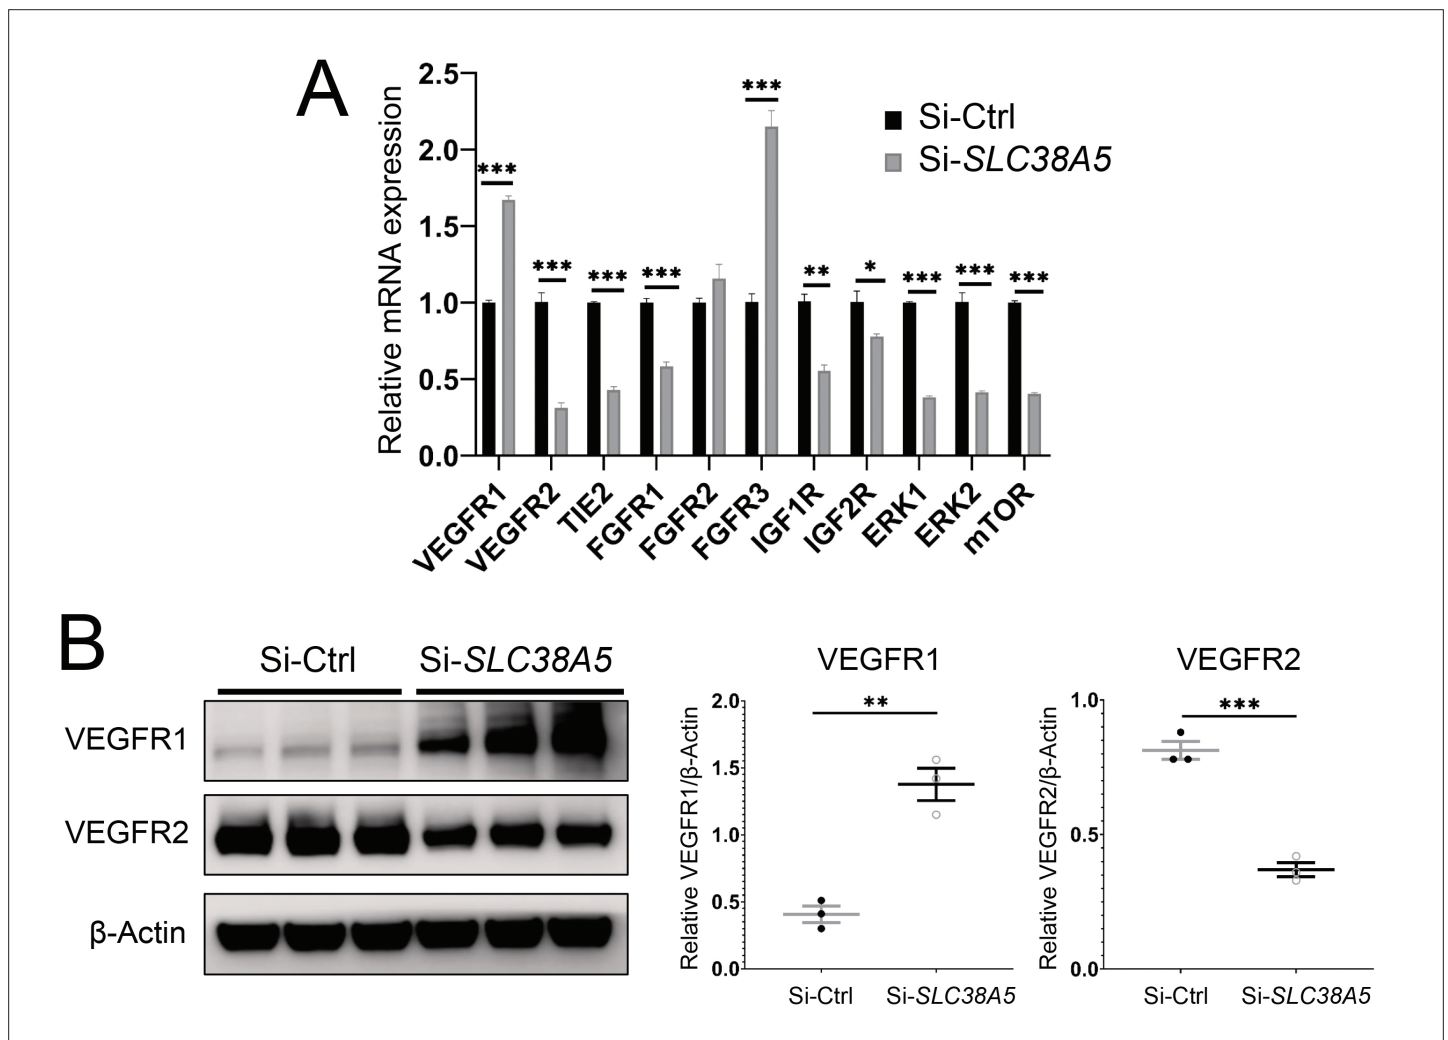 A
Relative mRNA expression
2.5
2.0
1.5
1.0
0.5
0.0
***
***
***
***
***
**
*
***
***
***
Si-Ctrl
Si-SLC38A5
VEGFR1
VEGFR2
TIE2
FGFR1
FGFR2
FGFR3
IGF1R
IGF2R
ERK1
ERK2
mTOR
B
Si-Ctrl
Si-SLC38A5
VEGFR1
VEGFR2
β-Actin
VEGFR1
Relative VEGFR1/β-Actin
2.0
1.5
1.0
0.5
0.0
**
Si-Ctrl
Si-SLC38A5
VEGFR2
Relative VEGFR2/β-Actin
1.0
0.5
0.0
***
Si-Ctrl
Si-SLC38A5